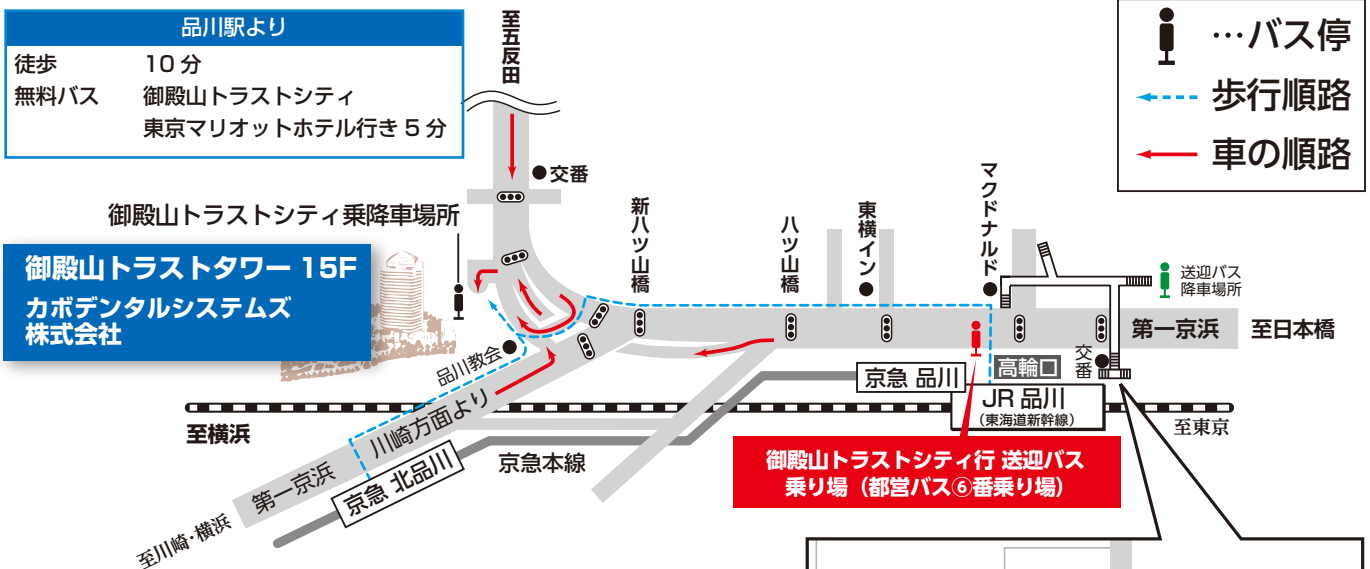 品川駅より
徒歩 10分
無料バス 御殿山トラストシティ
東京マリオットホテル行き5分
至五反田
…バス停
歩行順路
車の順路
交番
御殿山トラストシティ乗降車場所
御殿山トラストタワー 15F
カボデンタルシステムズ
株式会社
新八ツ山橋
八ツ山橋
東横イン
マクドナルド
送迎バス
降車場所
第一京浜
至日本橋
品川教会
京急 品川
高輪口
交番
JR 品川
(東海道新幹線)
至横浜
川崎方面より
至東京
京急 北品川
京急本線
第一京浜
至川崎・横浜
御殿山トラストシティ行 送迎バス
乗り場（都営バス⑥番乗り場）